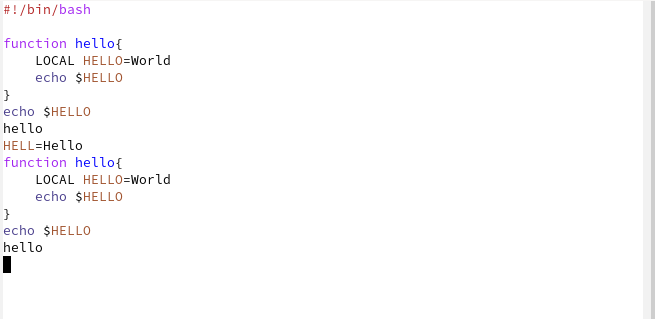 #!/bin/bash
function hello{
LOCAL HELLO=World
echo $HELLO
}
echo $HELLO
hello
HELL=Hello
function hello{
LOCAL HELLO=World
echo $HELLO
}
echo $HELLO
hello